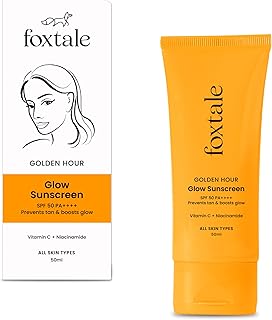 foxtale
GOLDEN HOUR
Glow
Sunscreen
SPF 50 PA++++
Prevents tan & boosts glow
Vitamin C + Niacinamide
ALL SKIN TYPES
50ml
foxtale
GOLDEN HOUR
Glow Sunscreen
SPF 50 PA++++
Prevents tan & boosts glow
Vitamin C + Niacinamide
ALL SKIN TYPES
50ml